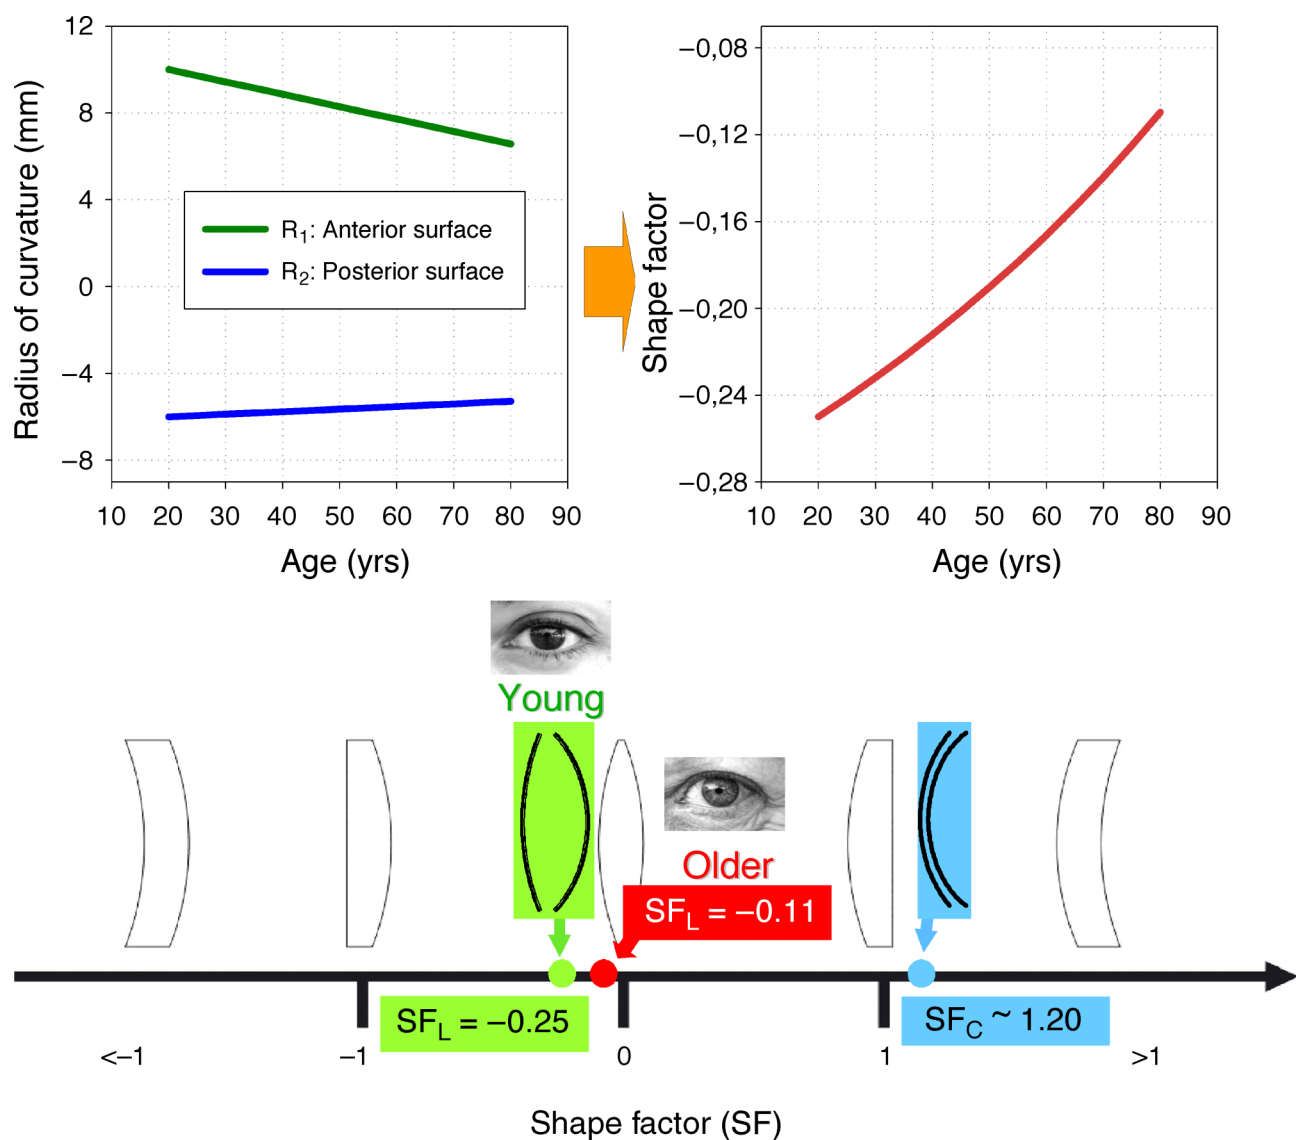 Radius of curvature (mm)
12
8
4
0
−4
−8
R1: Anterior surface
R2: Posterior surface
10 20 30 40 50 60 70 80 90
Age (yrs)
Shape factor
−0,08
−0,12
−0,16
−0,20
−0,24
−0,28
10 20 30 40 50 60 70 80 90
Age (yrs)
Young
Older
SFL = −0.11
SFL = −0.25
SFC ~ 1.20
<−1 −1 0 1 >1
Shape factor (SF)